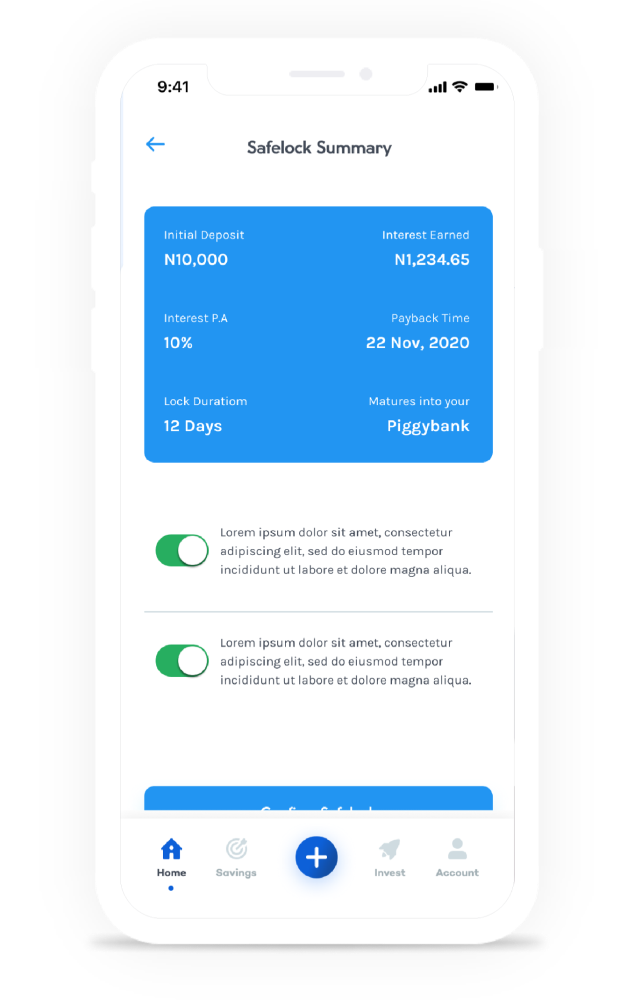 9:41
Safelock Summary
Initial Deposit Interest Earned
N10,000 N1,234.65
Interest P.A Payback Time
10% 22 Nov, 2020
Lock Duratiom Matures into your
12 Days Piggybank
Lorem ipsum dolor sit amet, consectetur
adipiscing elit, sed do eiusmod tempor
incididunt ut labore et dolore magna aliqua.
Lorem ipsum dolor sit amet, consectetur
adipiscing elit, sed do eiusmod tempor
incididunt ut labore et dolore magna aliqua.
Home Savings Invest Account